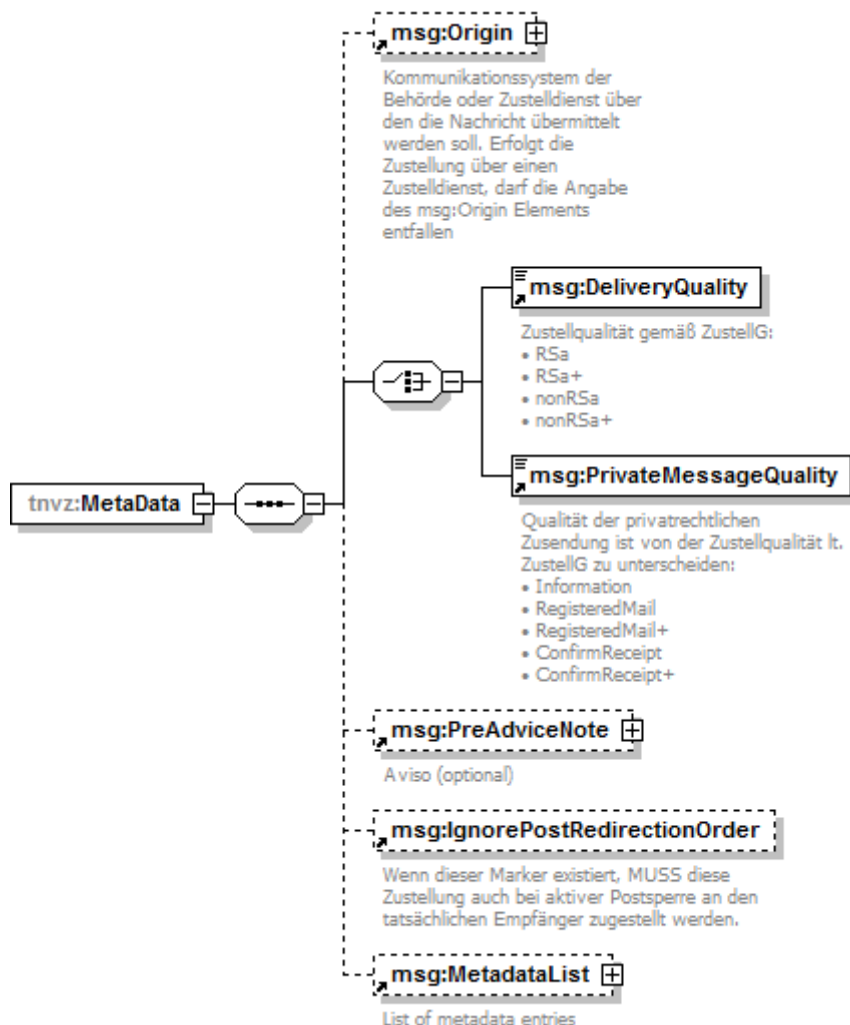 msg:Origin
Kommunikationssystem der
Behörde oder Zustelldienst über
den die Nachricht übermittelt
werden soll. Erfolgt die
Zustellung über einen
Zustelldienst, darf die Angabe
des msg:Origin Elements
entfallen
msg:DeliveryQuality
Zustellqualität gemäß ZustellG:
• RSa
• RSa+
• nonRSa
• nonRSa+
tnvz:MetaData
msg:PrivateMessageQuality
Qualität der privatrechtlichen
Zusendung ist von der Zustellqualität lt.
ZustellG zu unterscheiden:
• Information
• RegisteredMail
• RegisteredMail+
• ConfirmReceipt
• ConfirmReceipt+
msg:PreAdviceNote
Aviso (optional)
msg:IgnorePostRedirectionOrder
Wenn dieser Marker existiert, MUSS diese
Zustellung auch bei aktiver Postsperre an den
tatsächlichen Empfänger zugestellt werden.
msg:MetadataList
List of metadata entries